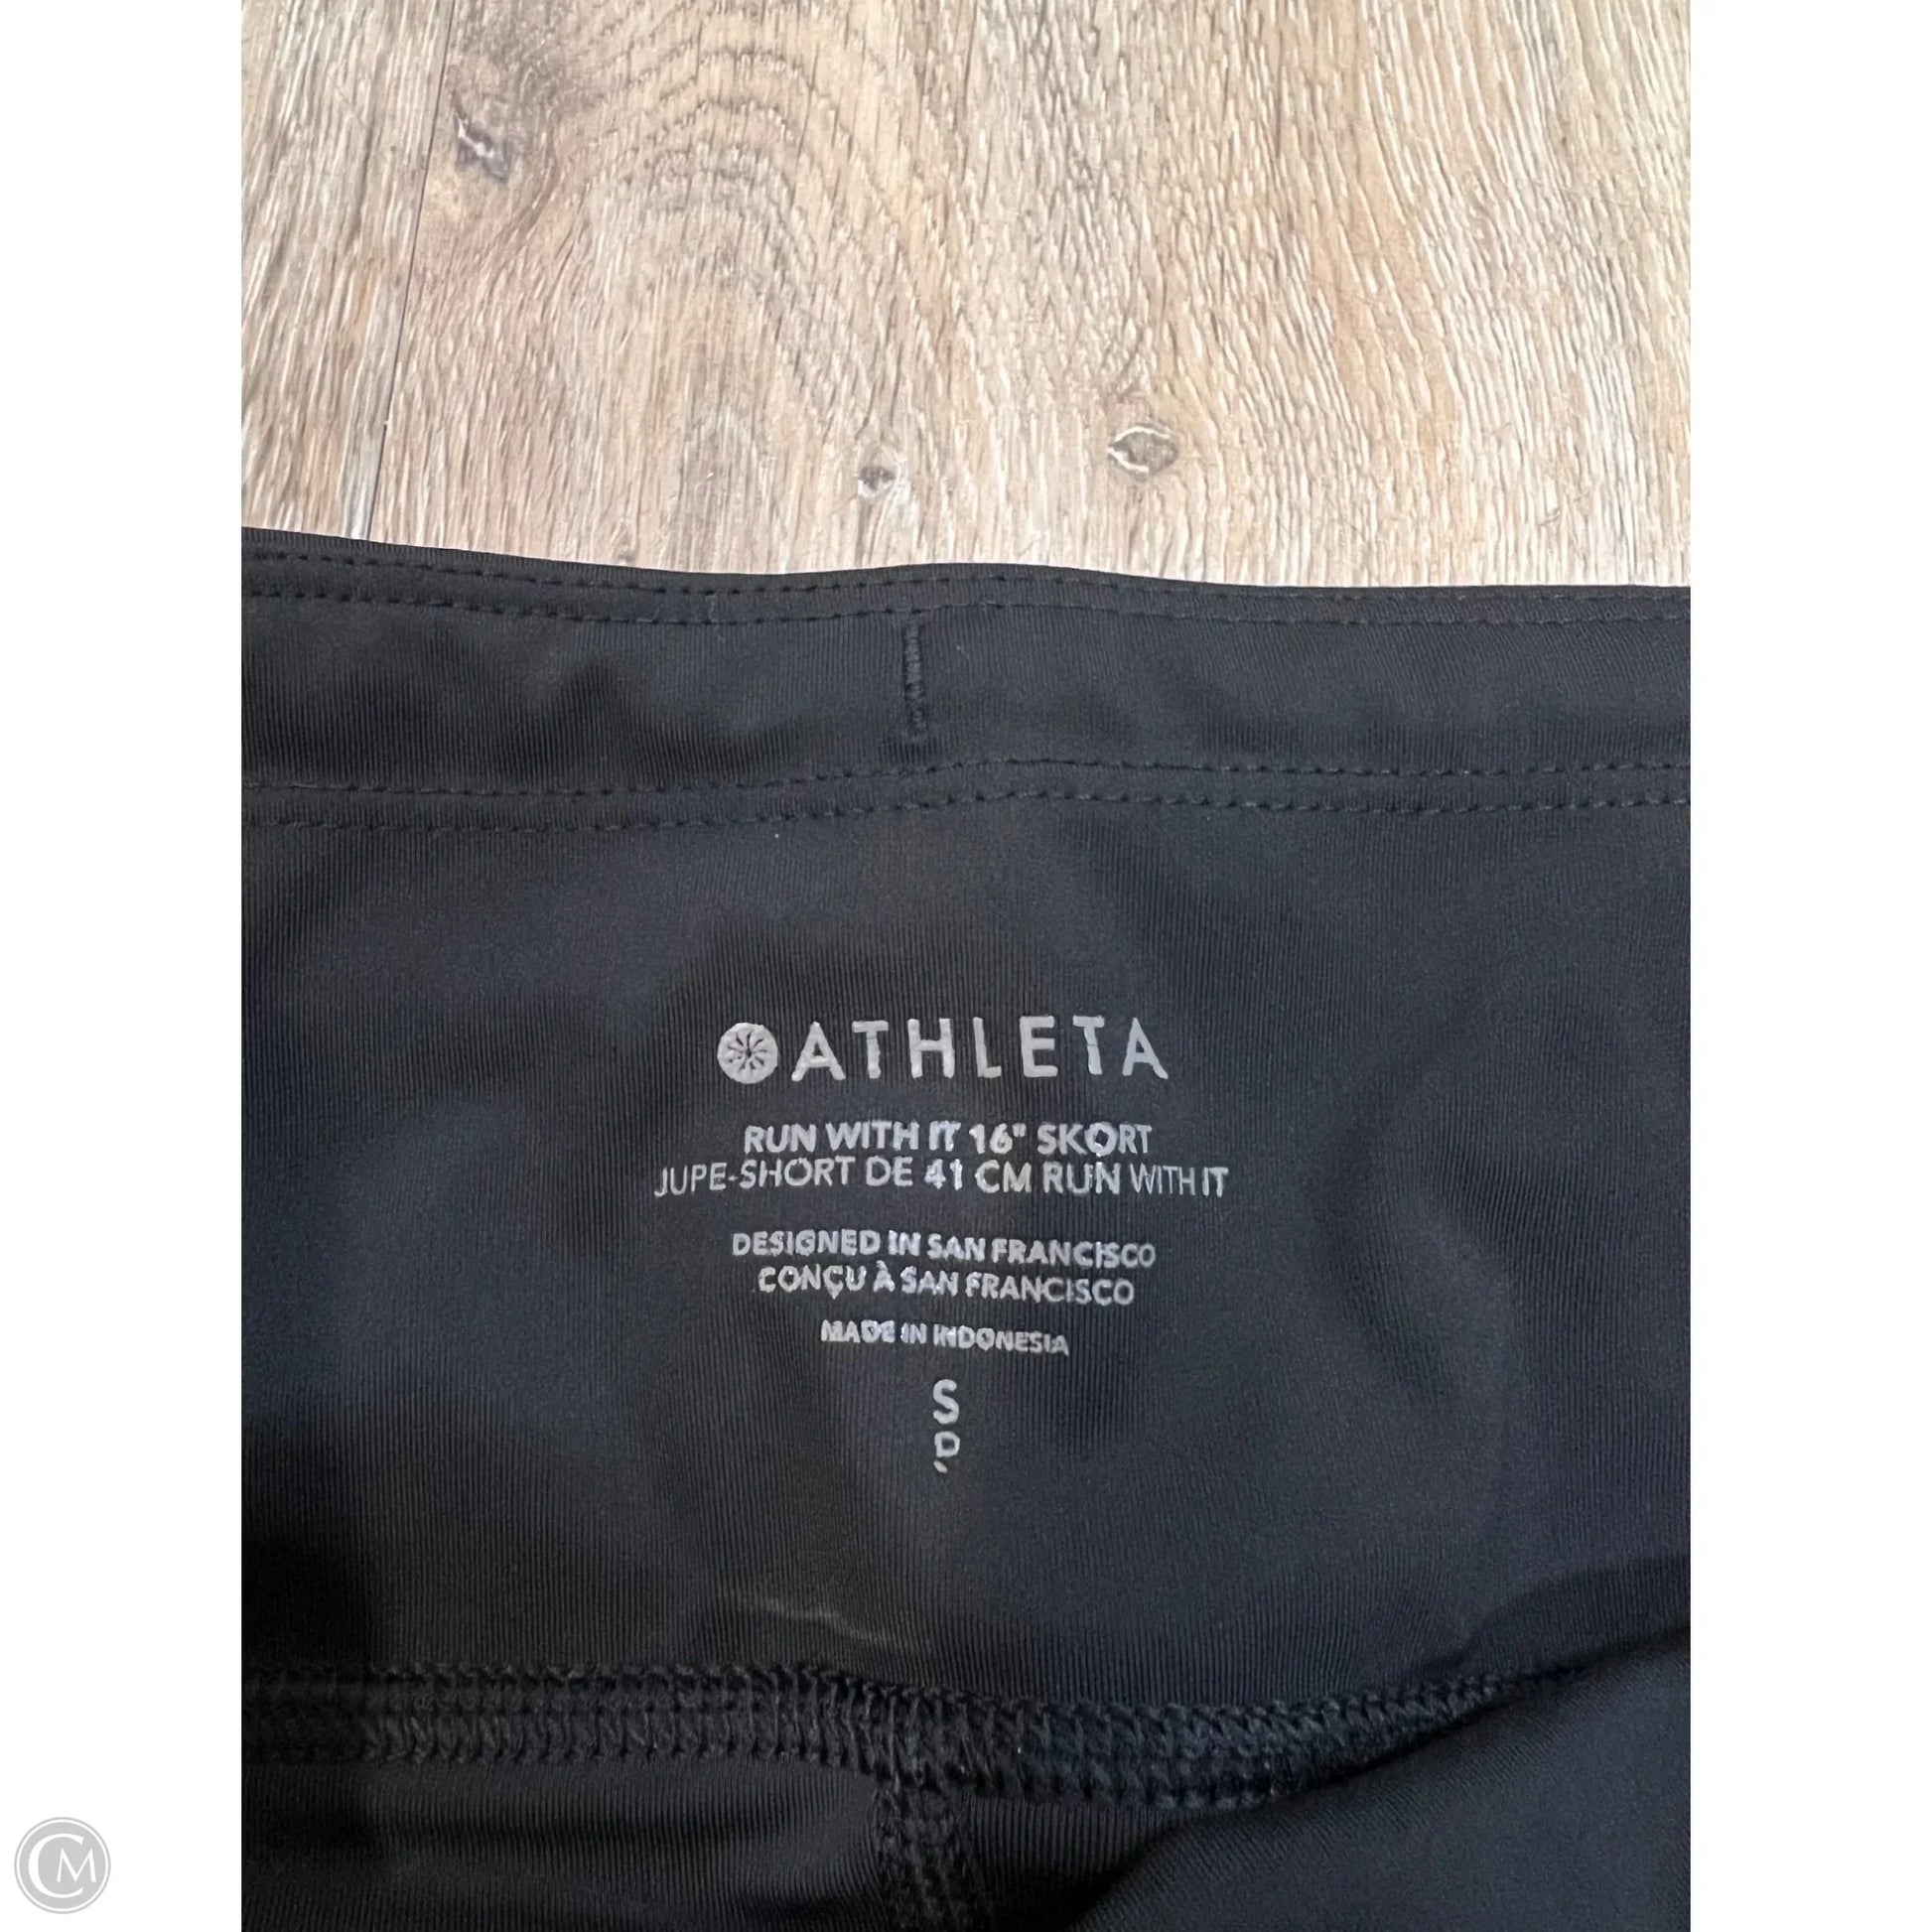 ATHLETA
RUN WITH IT 16" SKORT
JUPE-SHORT DE 41 CM RUN WITH IT
DESIGNED IN SAN FRANCISCO
CONÇU À SAN FRANCISCO
MADE IN INDONESIA
S
P
CM